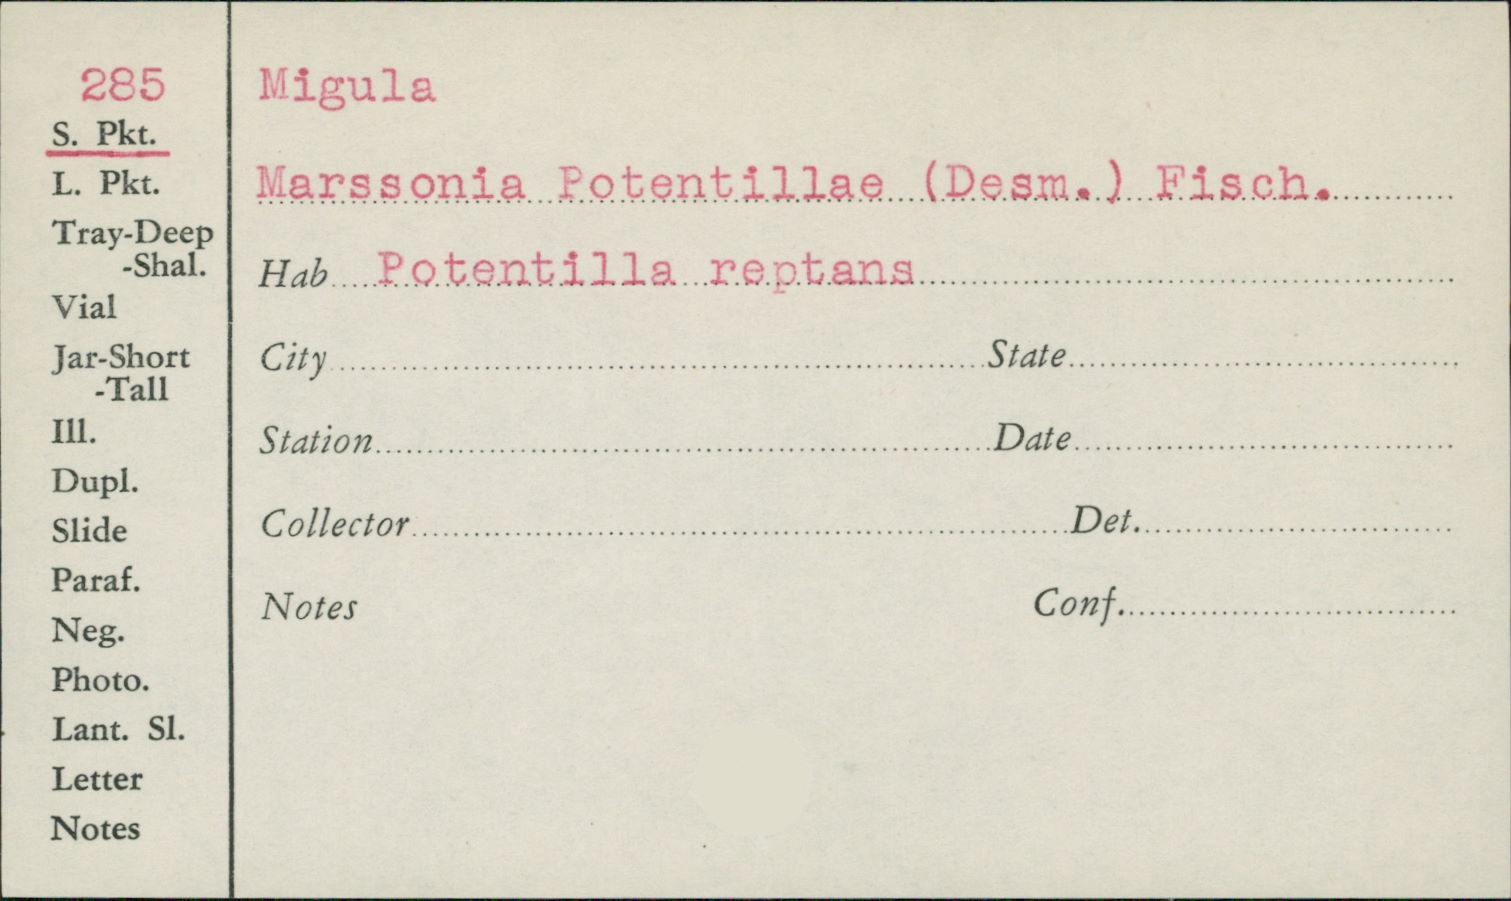 285
S. Pkt.
L. Pkt.
Tray-Deep
-Shal.
Vial
Jar-Short
-Tall
Ill.
Dupl.
Slide
Paraf.
Neg.
Photo.
Lant. Sl.
Letter
Notes
Migula
Marssonia Potentillae (Desm.) Fisch.
Hab Potentilla reptans
City State
Station Date
Collector Det.
Notes Conf.